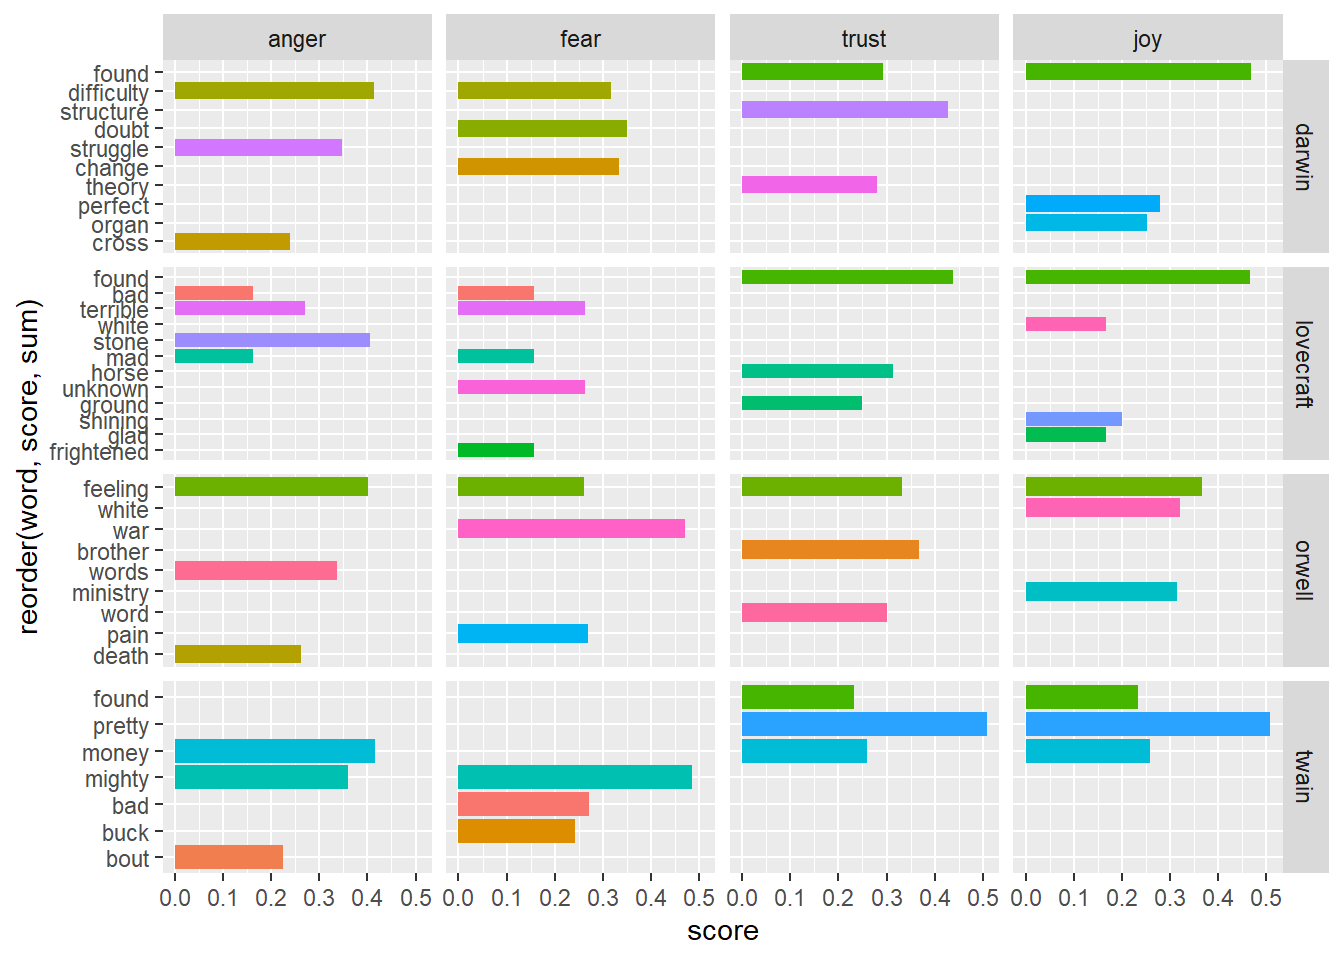 anger fear trust joy
found
difficulty
structure
doubt
struggle
change
theory
perfect
organ
cross
darwin
found
bad
terrible
white
stone
mad
horse
unknown
ground
shining
glad
frightened
lovecraft
feeling
white
war
brother
words
ministry
word
pain
death
orwell
found
pretty
money
mighty
bad
buck
bout
twain
0.0 0.1 0.2 0.3 0.4 0.5 0.0 0.1 0.2 0.3 0.4 0.5 0.0 0.1 0.2 0.3 0.4 0.5 0.0 0.1 0.2 0.3 0.4 0.5
score
reorder(word, score, sum)